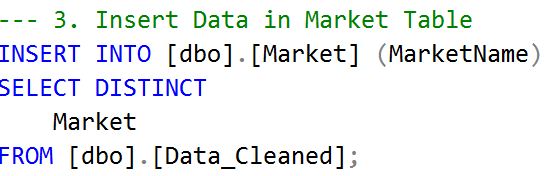 --- 3. Insert Data in Market Table
INSERT INTO [dbo].[Market] (MarketName)
SELECT DISTINCT
    Market
FROM [dbo].[Data_Cleaned];